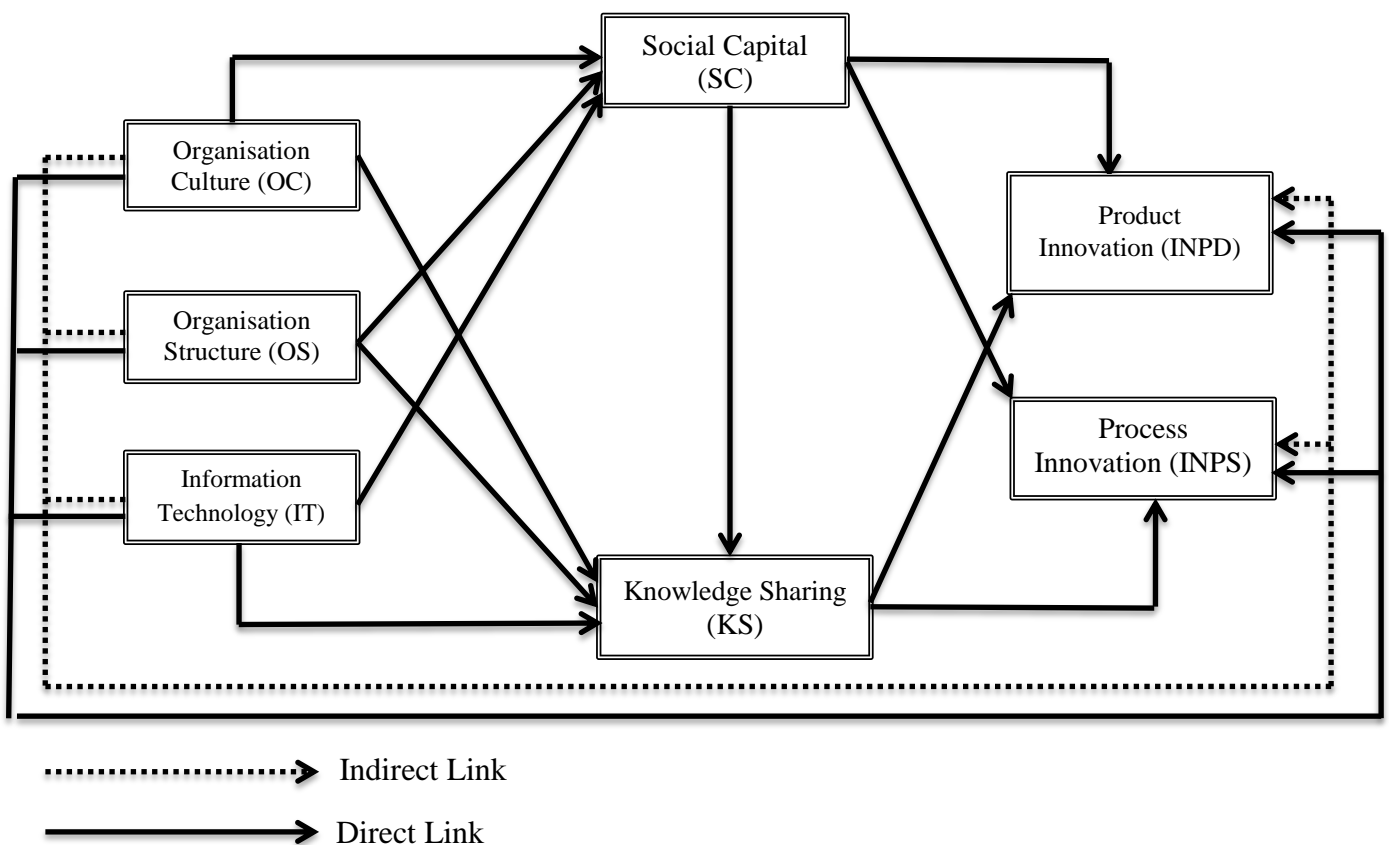 Social Capital
(SC)
Organisation
Culture (OC)
Product
Innovation (INPD)
Organisation
Structure (OS)
Process
Innovation (INPS)
Information
Technology (IT)
Knowledge Sharing
(KS)
Indirect Link
Direct Link